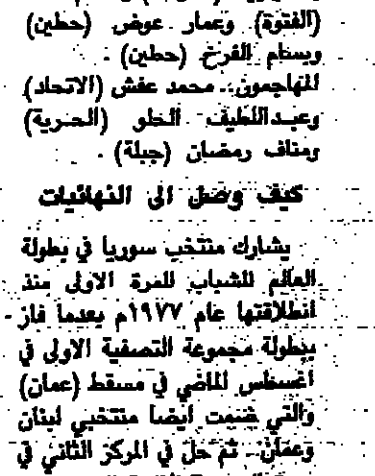 (الفتوة) وعمار عوض (حطين)
وبسام الفرخ (حطين) .
المهاجمون: محمد عفش (الاتحاد)
وعبداللطيف الحلو (الحرية)
ومناف رمضان (جبلة) .
كيف وصل الى النهائيات
يشارك منتخب سوريا في بطولة
العالم للشباب للمرة الاولى منذ
انطلاقتها عام ١٩٧٧م بعدما فاز
ببطولة مجموعة التصفية الاولى في
اغسطس الماضي في مسقط (عمان)
والتي ضمت ايضا منتخبي لبنان
وعمان. ثم حل في المركز الثاني في